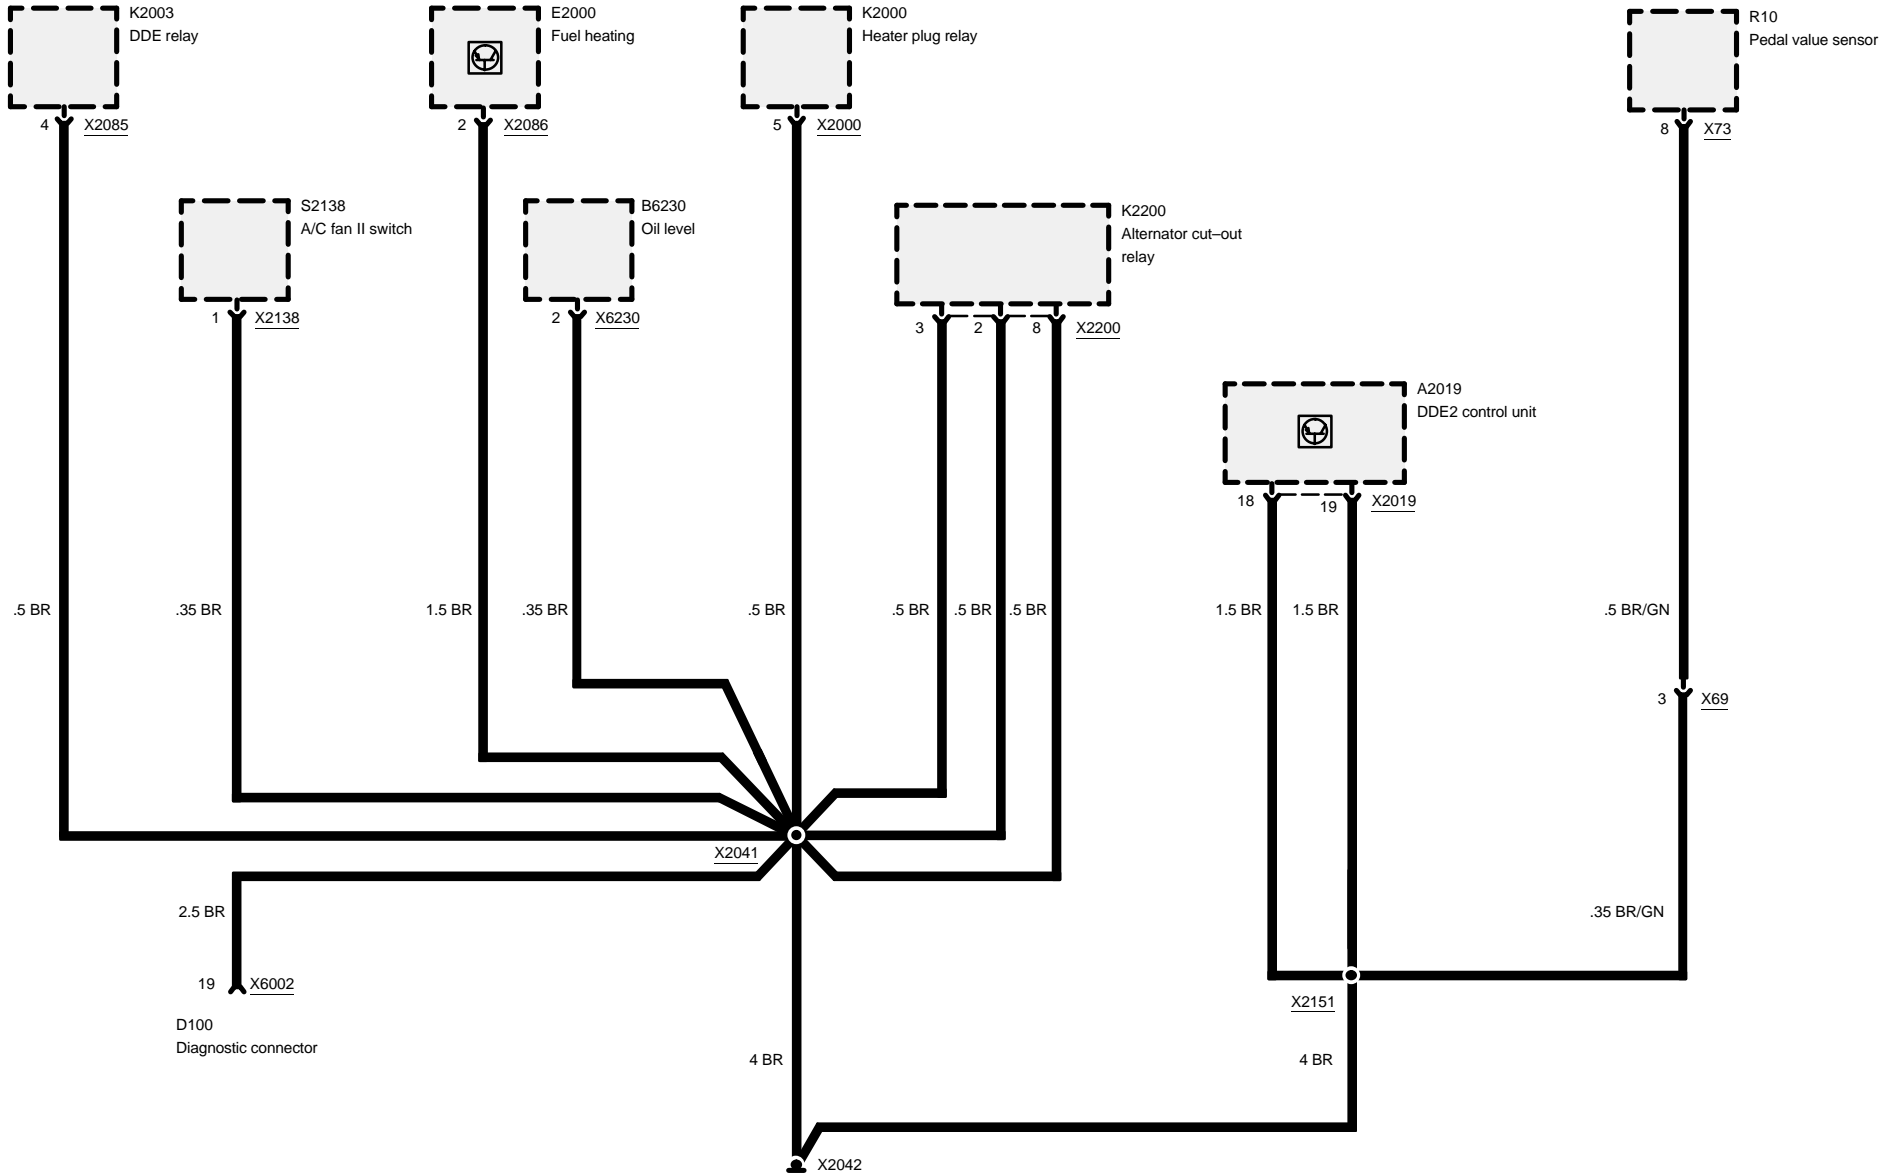 K2003
DDE relay
E2000
Fuel heating
K2000
Heater plug relay
R10
Pedal value sensor
4 X2085
2 X2086
5 X2000
8 X73
S2138
A/C fan II switch
B6230
Oil level
K2200
Alternator cut–out
relay
1 X2138
2 X6230
3 2 8 X2200
A2019
DDE2 control unit
18 19 X2019
.5 BR
.35 BR
1.5 BR
.35 BR
.5 BR
.5 BR
.5 BR
.5 BR
1.5 BR
1.5 BR
.5 BR/GN
3 X69
X2041
2.5 BR
.35 BR/GN
19 X6002
X2151
D100
Diagnostic connector
4 BR
4 BR
X2042